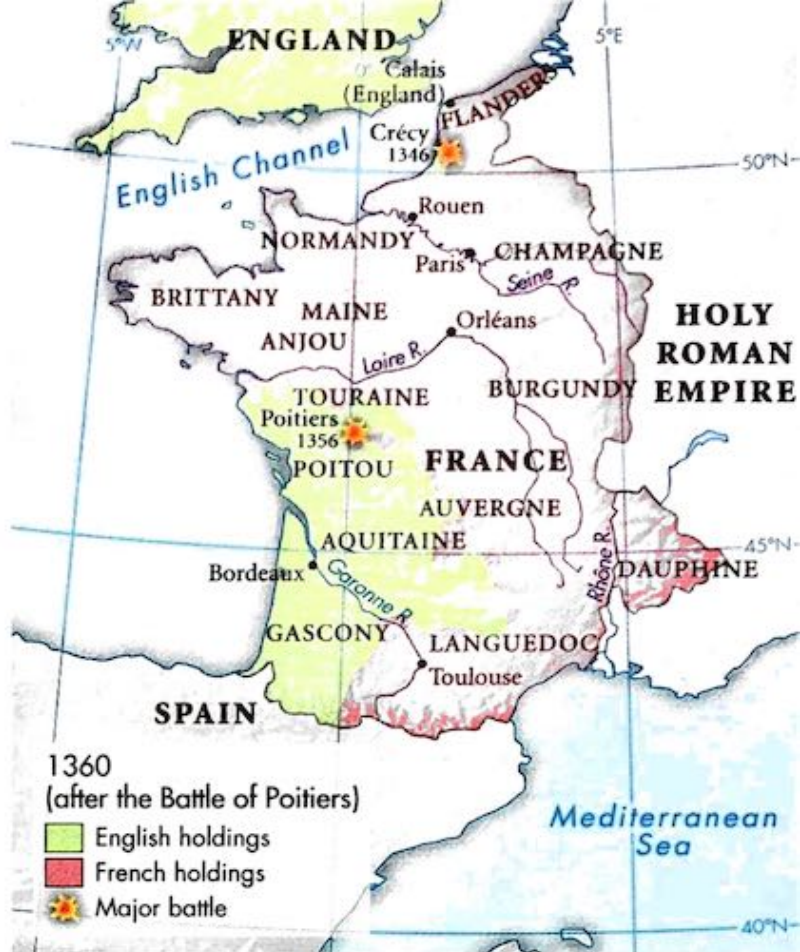 5°W
ENGLAND
5°E
Calais
(England)
FLANDERS
Crécy
1346
English Channel
50°N
Rouen
NORMANDY
Paris
CHAMPAGNE
Seine R.
BRITTANY
MAINE
ANJOU
Orléans
Loire R.
HOLY
ROMAN
EMPIRE
TOURAINE
BURGUNDY
Poitiers
1356
POITOU
FRANCE
AUVERGNE
AQUITAINE
45°N
Bordeaux
Garonne R.
Rhône R.
DAUPHINE
GASCONY
LANGUEDOC
Toulouse
SPAIN
1360
(after the Battle of Poitiers)
English holdings
French holdings
Major battle
Mediterranean
Sea
40°N